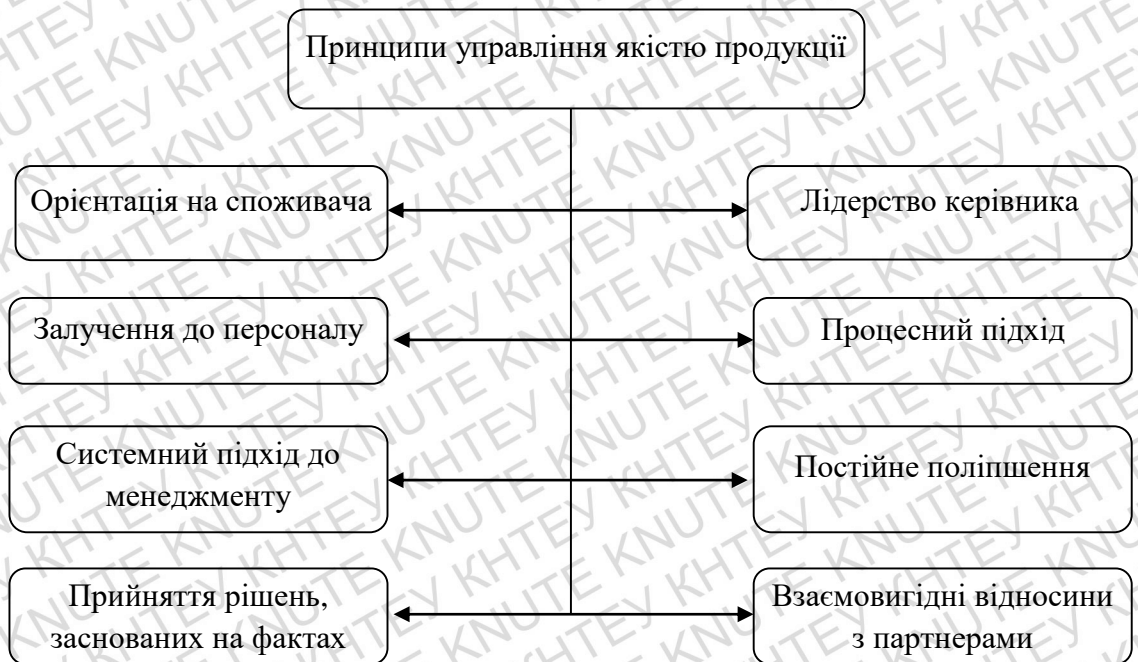 Принципи управління якістю продукції
Орієнтація на споживача
Лідерство керівника
Залучення до персоналу
Процесний підхід
Системний підхід до
менеджменту
Постійне поліпшення
Прийняття рішень,
заснованих на фактах
Взаємовигідні відносини
з партнерами